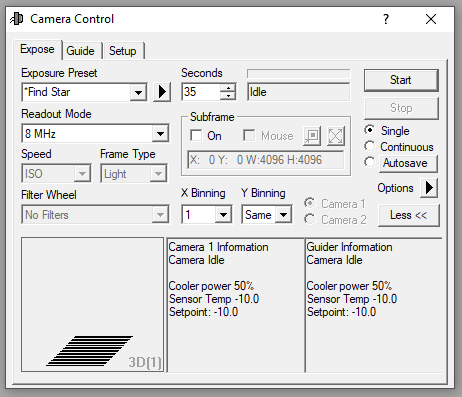 Camera Control
?
Expose Guide Setup
Exposure Preset
*Find Star
Seconds
35
Idle
Start
Stop
Readout Mode
8 MHz
Subframe
On Mouse
X: 0 Y: 0 W:4096 H:4096
Single
Continuous
Autosave
Speed
ISO
Frame Type
Light
Options
Filter Wheel
No Filters
X Binning
1
Y Binning
Same
Camera 1
Camera 2
Less <<
3D(1)
Camera 1 Information
Camera Idle
Cooler power 50%
Sensor Temp -10.0
Setpoint: -10.0
Guider Information
Camera Idle
Cooler power 50%
Sensor Temp -10.0
Setpoint: -10.0